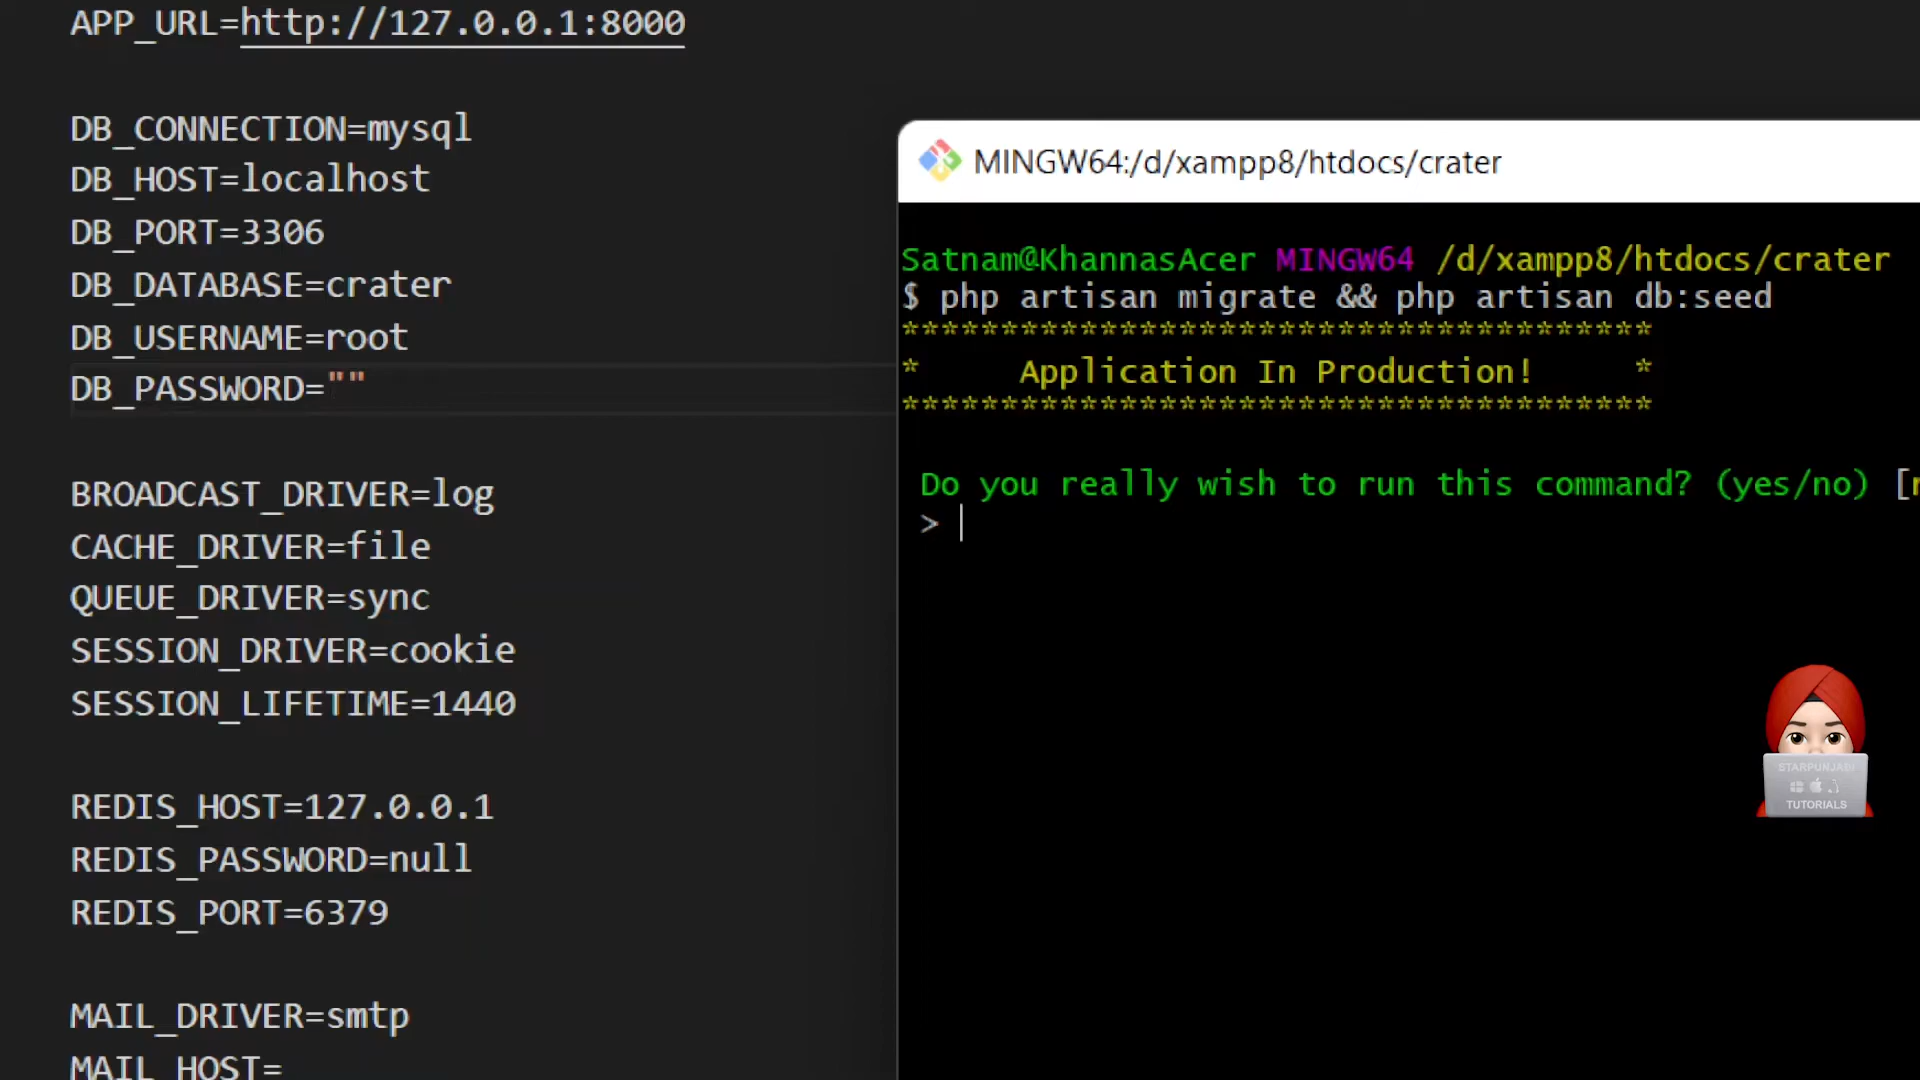 APP_URL=http://127.0.0.1:8000
DB_CONNECTION=mysql
DB_HOST=localhost
DB_PORT=3306
DB_DATABASE=crater
DB_USERNAME=root
DB_PASSWORD=""
BROADCAST_DRIVER=log
CACHE_DRIVER=file
QUEUE_DRIVER=sync
SESSION_DRIVER=cookie
SESSION_LIFETIME=1440
REDIS_HOST=127.0.0.1
REDIS_PASSWORD=null
REDIS_PORT=6379
MAIL_DRIVER=smtp
MAIL_HOST=
MINGW64:/d/xampp8/htdocs/crater
Satnam@KhannasAcer MINGW64 /d/xampp8/htdocs/crater
$ php artisan migrate && php artisan db:seed
**************************************
* Application In Production! *
**************************************
Do you really wish to run this command? (yes/no) [
>
STARPUNJABI
TUTORIALS